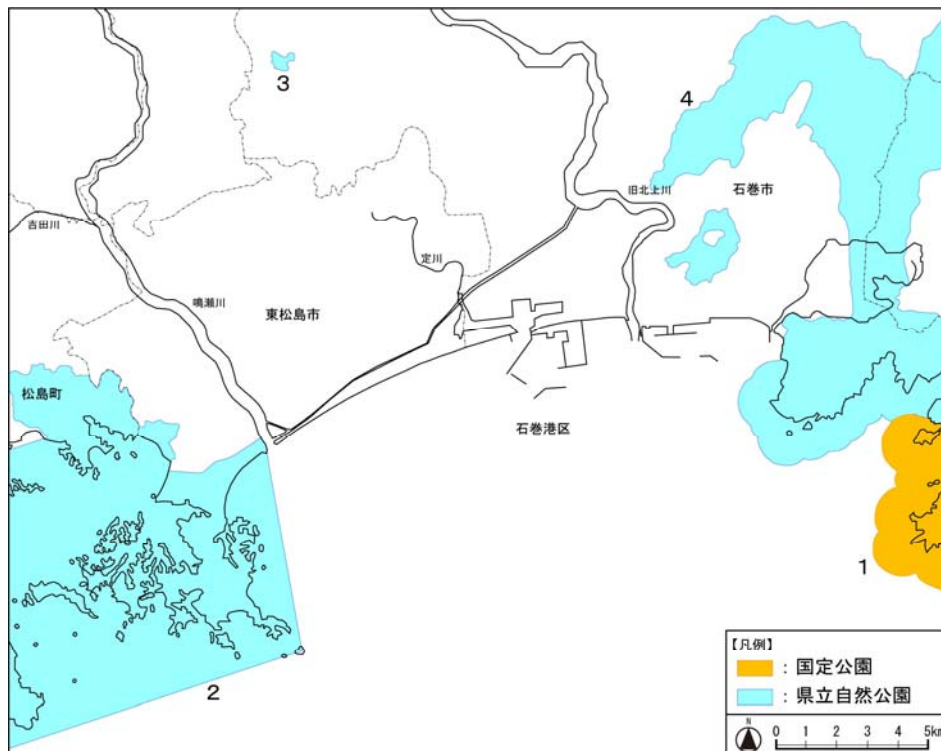 3
4
旧北上川
石巻市
吉田川
定川
鳴瀬川
東松島市
松島町
石巻港区
1
2
【凡例】
：国定公園
：県立自然公園
N
0 1 2 3 4 5km